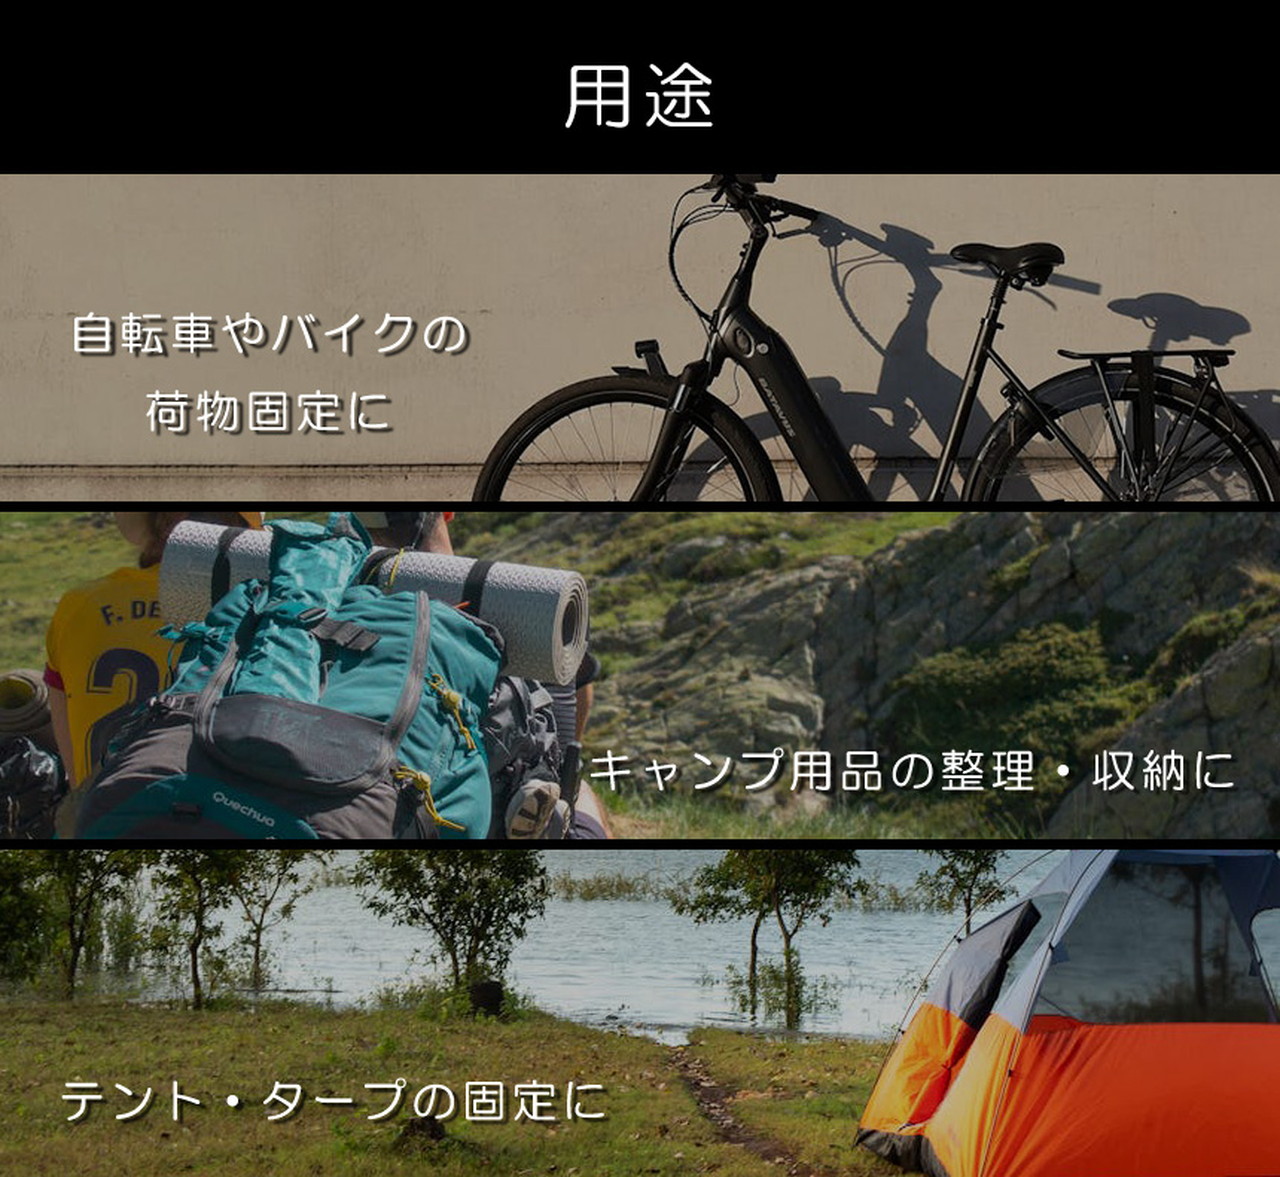 用途
自転車やバイクの
荷物固定に
BATAVUS
F. DE
2
Quechua
キャンプ用品の整理・収納に
テント・タープの固定に